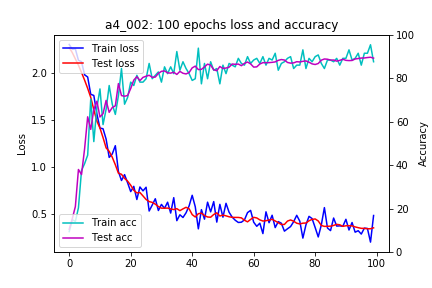 a4_002: 100 epochs loss and accuracy
Train loss
Test loss
Train acc
Test acc
Loss
2.0
1.5
1.0
0.5
Accuracy
100
80
60
40
20
0
0 20 40 60 80 100